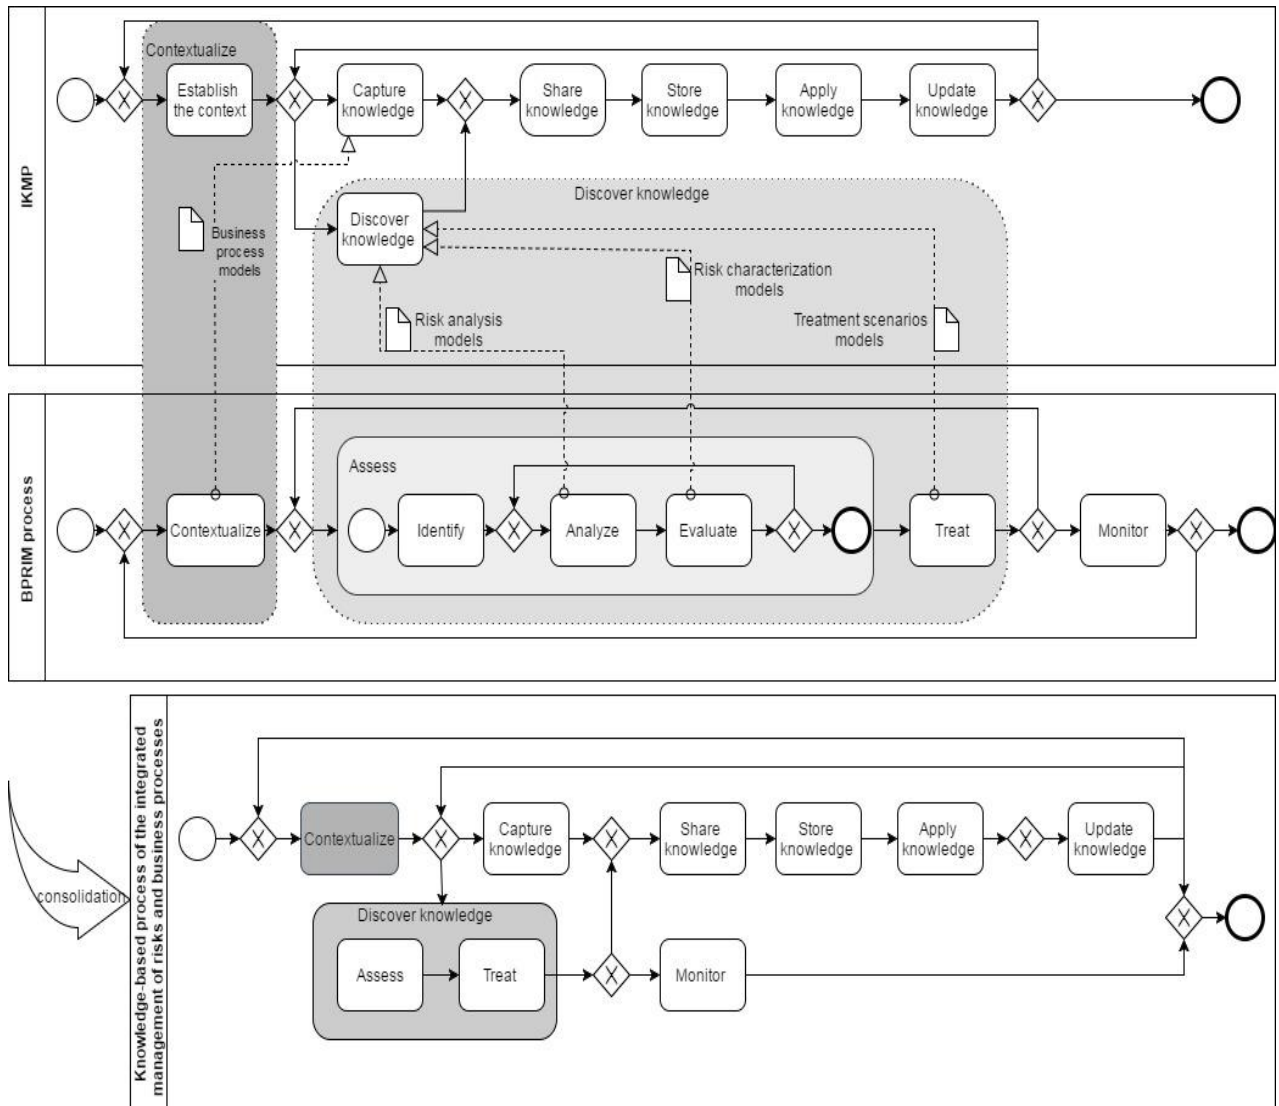 IKMP
Contextualize
Establish
the context
Capture
knowledge
Share
knowledge
Store
knowledge
Apply
knowledge
Update
knowledge
X
X
X
X
Discover knowledge
Discover
knowledge
Business
process
models
Risk characterization
models
Risk analysis
models
Treatment scenarios
models
BPRIM process
Assess
X
Contextualize
X
Identify
X
Analyze
Evaluate
X
Treat
X
Monitor
X
consolidation
Knowledge-based process of the integrated
management of risks and business processes
X
Contextualize
X
Capture
knowledge
X
Share
knowledge
Store
knowledge
Apply
knowledge
X
Update
knowledge
X
Discover knowledge
Assess
Treat
X
Monitor